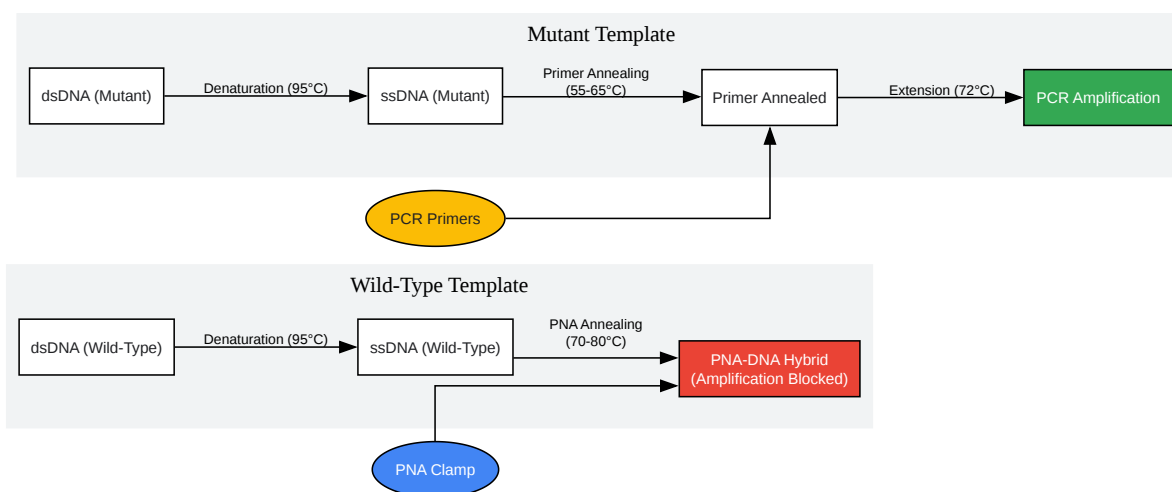 Mutant Template
dsDNA (Mutant)
Denaturation (95°C)
ssDNA (Mutant)
Primer Annealing
(55-65°C)
Primer Annealed
Extension (72°C)
PCR Amplification
PCR Primers
Wild-Type Template
dsDNA (Wild-Type)
Denaturation (95°C)
ssDNA (Wild-Type)
PNA Annealing
(70-80°C)
PNA-DNA Hybrid
(Amplification Blocked)
PNA Clamp